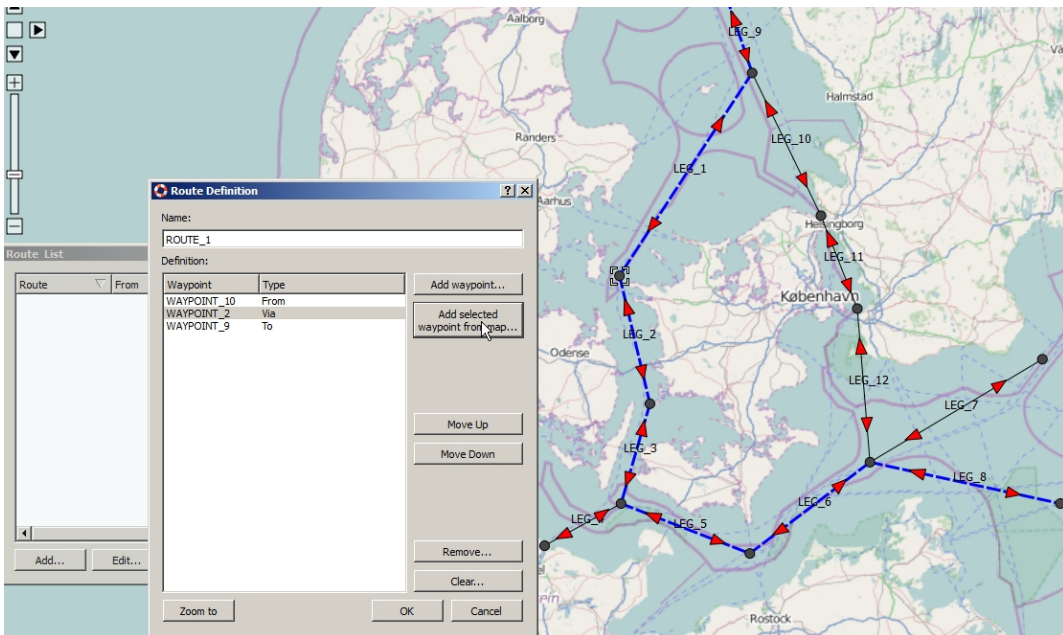 Aalborg
LEG_9
Halmstad
Randers
LEG_10
LEG_1
Route Definition
Name:
Aarhus
ROUTE_1
Helsingborg
Route List
Definition:
LEG_11
Route From
Waypoint Type
Add waypoint...
WAYPOINT_10 From
WAYPOINT_2 Via
WAYPOINT_9 To
Add selected
waypoint from map...
København
LEG_2
Odense
LEG_12
LEG_7
Move Up
LEG_3
Move Down
LEG_8
LEG_6
LEG_5
Add... Edit...
Remove...
Clear...
Zoom to OK Cancel
Rostock